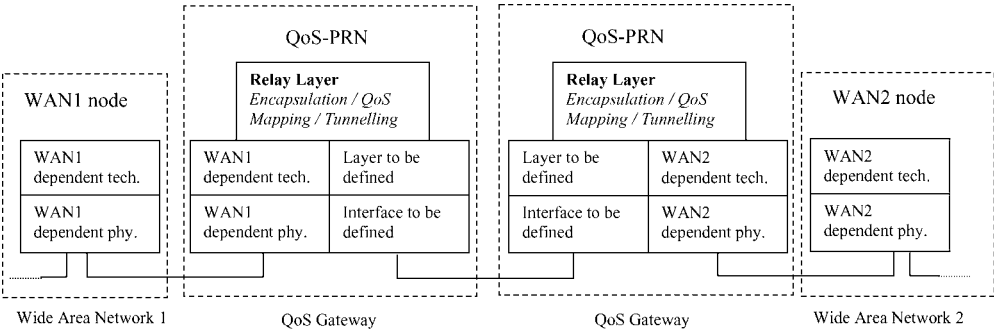 QoS-PRN
QoS-PRN
WAN1 node
Relay Layer
Encapsulation / QoS
Mapping / Tunnelling
Relay Layer
Encapsulation / QoS
Mapping / Tunnelling
WAN2 node
WAN1
dependent tech.
WAN1
dependent phy.
WAN1
dependent tech.
Layer to be
defined
WAN1
dependent phy.
Interface to be
defined
Layer to be
defined
WAN2
dependent tech.
Interface to be
defined
WAN2
dependent phy.
WAN2
dependent tech.
WAN2
dependent phy.
Wide Area Network 1
QoS Gateway
QoS Gateway
Wide Area Network 2